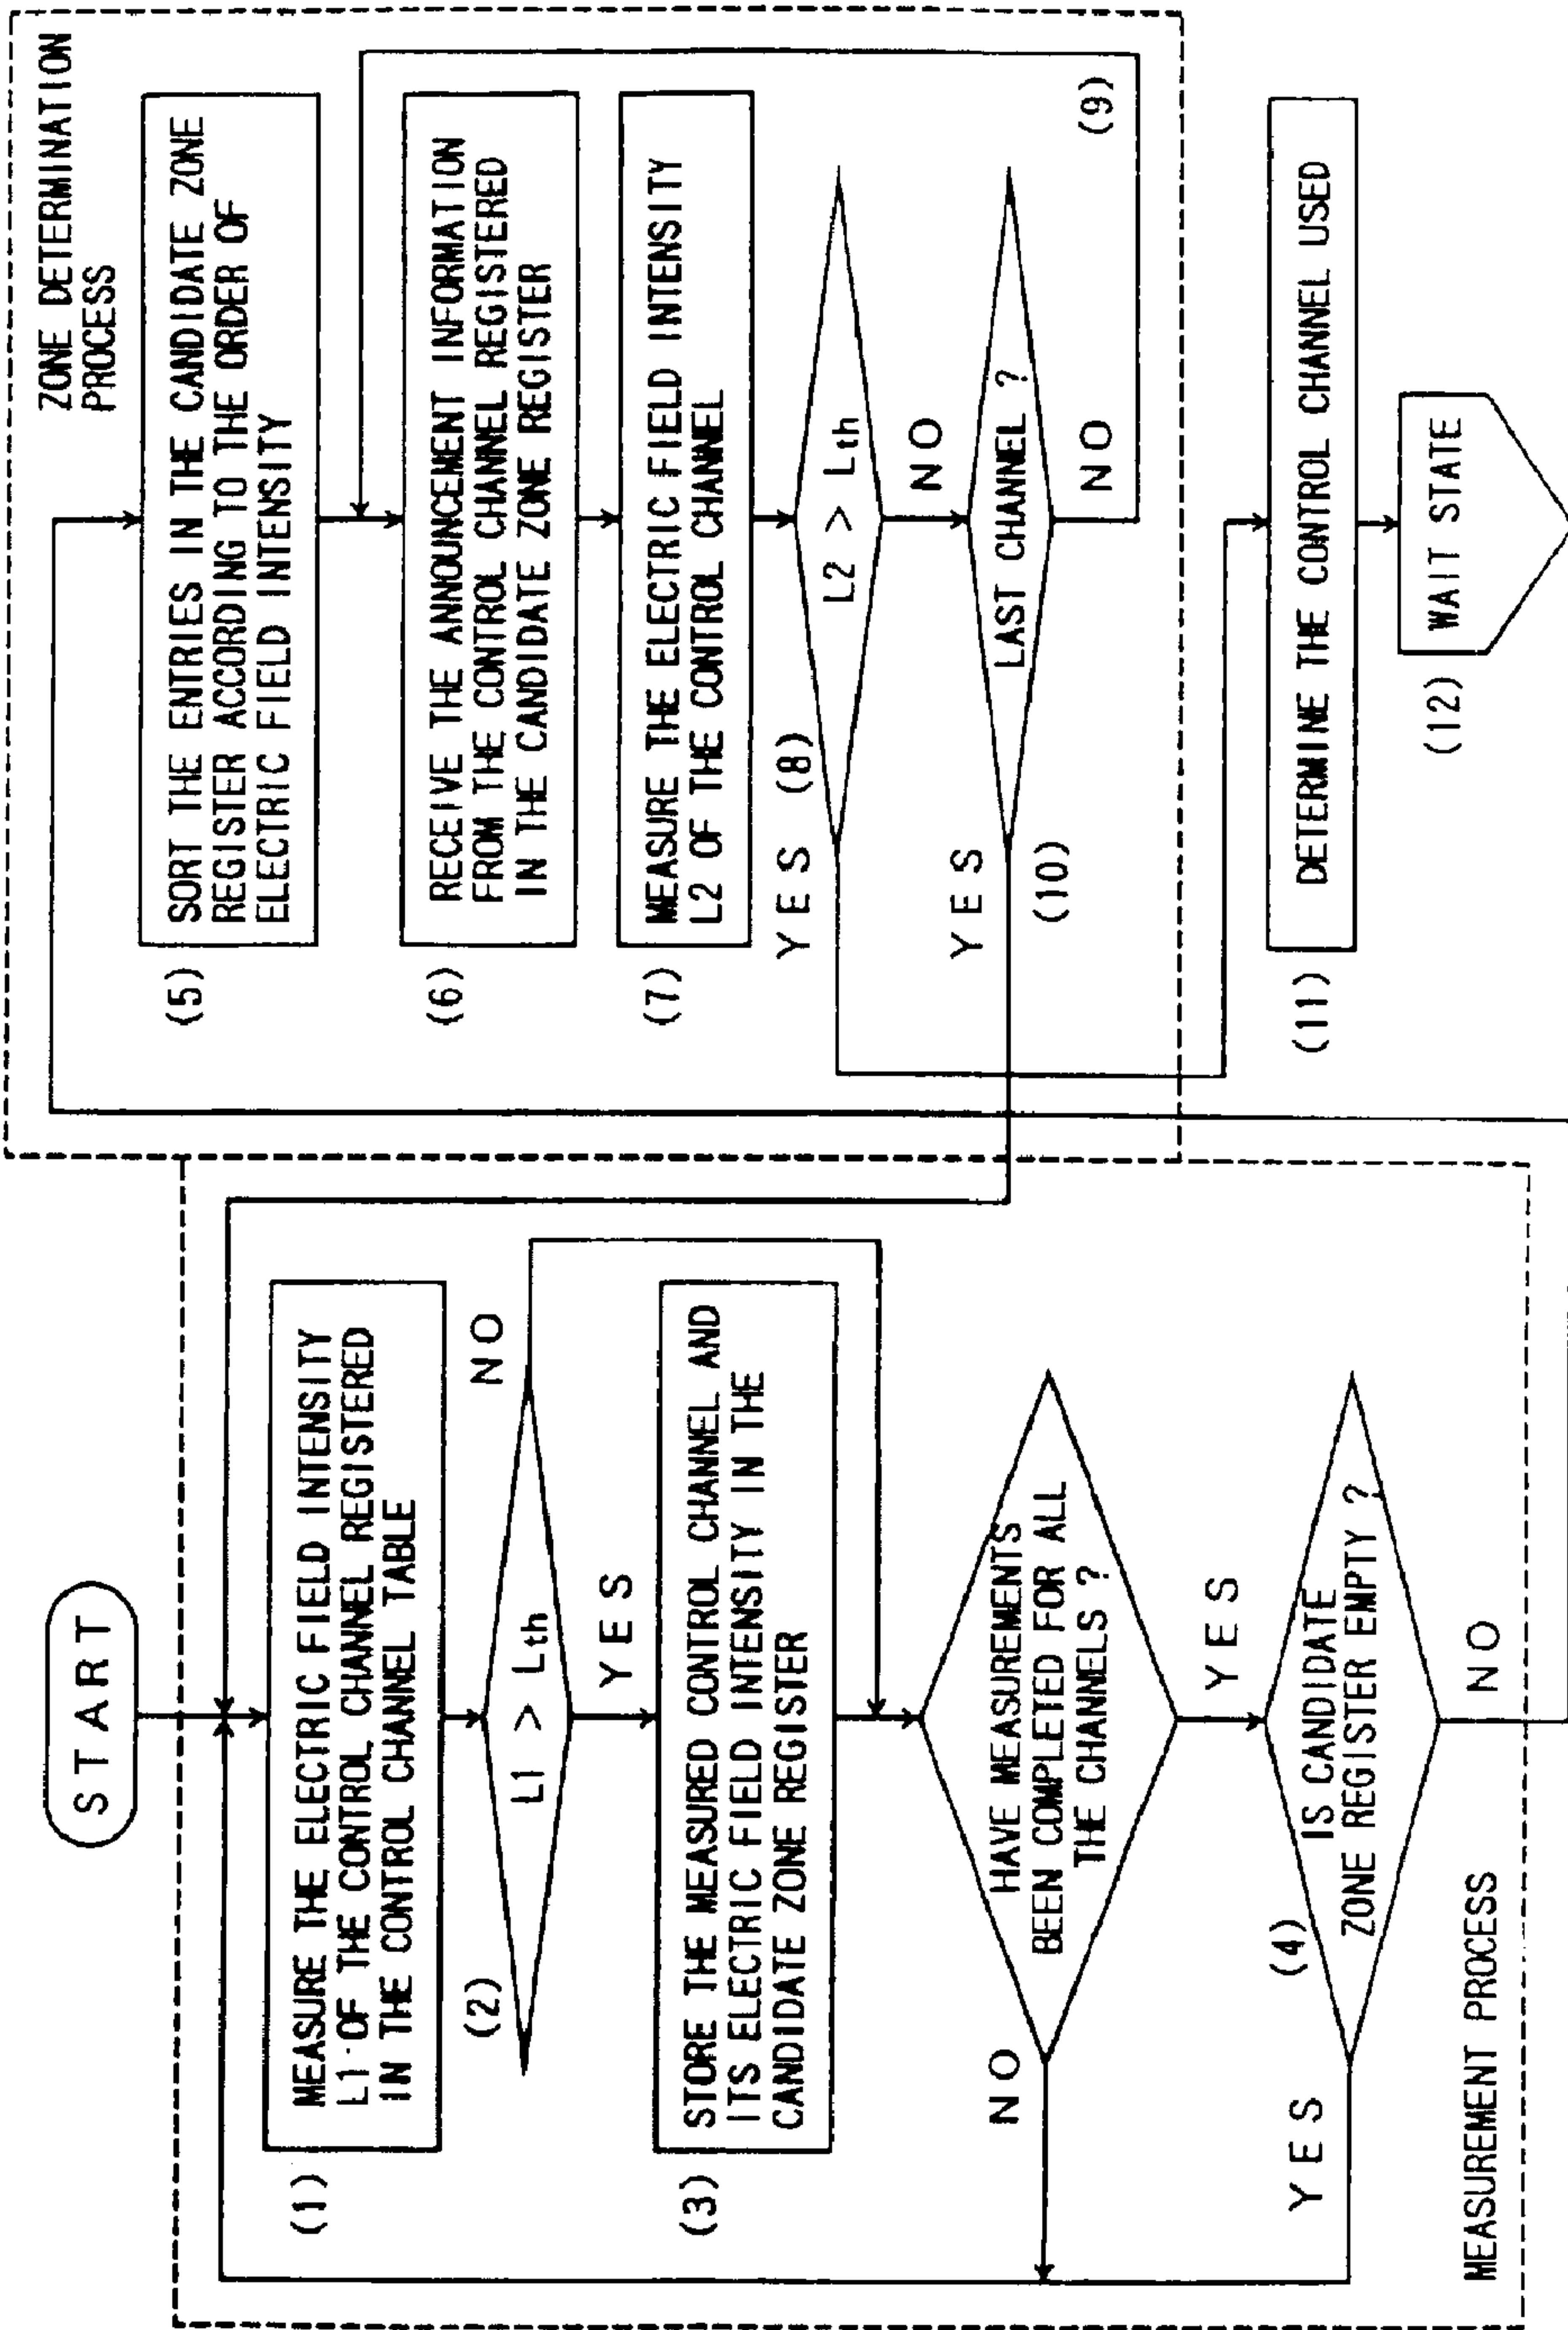 START
(1)
MEASURE THE ELECTRIC FIELD INTENSITY
L1 OF THE CONTROL CHANNEL REGISTERED
IN THE CONTROL CHANNEL TABLE
(2)
L1 > Lth
NO
YES
(3)
STORE THE MEASURED CONTROL CHANNEL AND
ITS ELECTRIC FIELD INTENSITY IN THE
CANDIDATE ZONE REGISTER
HAVE MEASUREMENTS
BEEN COMPLETED FOR ALL
THE CHANNELS ?
NO
YES
(4)
IS CANDIDATE
ZONE REGISTER EMPTY ?
YES
NO
MEASUREMENT PROCESS
ZONE DETERMINATION
PROCESS
(5)
SORT THE ENTRIES IN THE CANDIDATE ZONE
REGISTER ACCORDING TO THE ORDER OF
ELECTRIC FIELD INTENSITY
(6)
RECEIVE THE ANNOUNCEMENT INFORMATION
FROM THE CONTROL CHANNEL REGISTERED
IN THE CANDIDATE ZONE REGISTER
(7)
MEASURE THE ELECTRIC FIELD INTENSITY
L2 OF THE CONTROL CHANNEL
YES (8)
L2 > Lth
NO
YES
LAST CHANNEL ?
(10)
NO
(9)
(11)
DETERMINE THE CONTROL CHANNEL USED
(12)
WAIT STATE